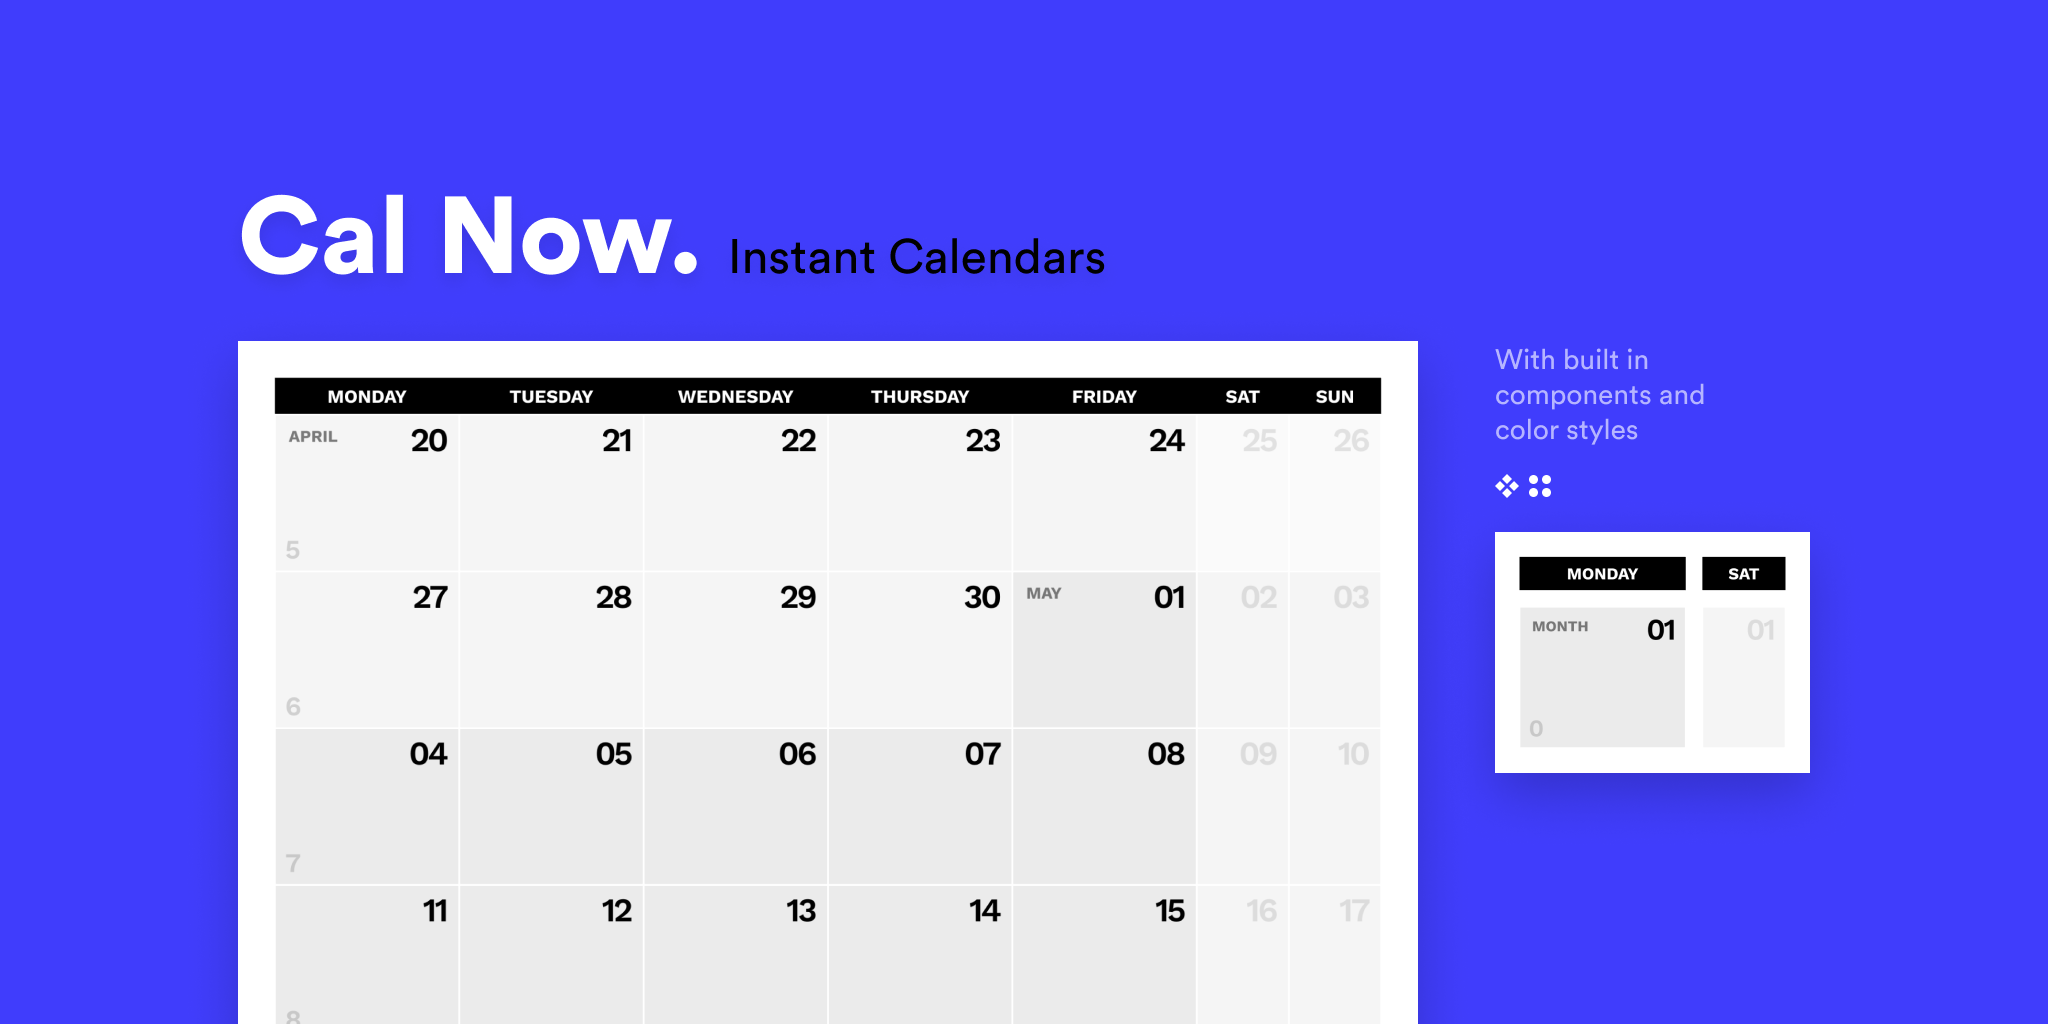 Cal Now. Instant Calendars
With built in
components and
color styles
MONDAY TUESDAY WEDNESDAY THURSDAY FRIDAY SAT SUN
APRIL 20 21 22 23 24 25 26
5
27 28 29 30 MAY 01 02 03
6
04 05 06 07 08 09 10
7
11 12 13 14 15 16 17
8
MONDAY SAT
MONTH 01 01
0